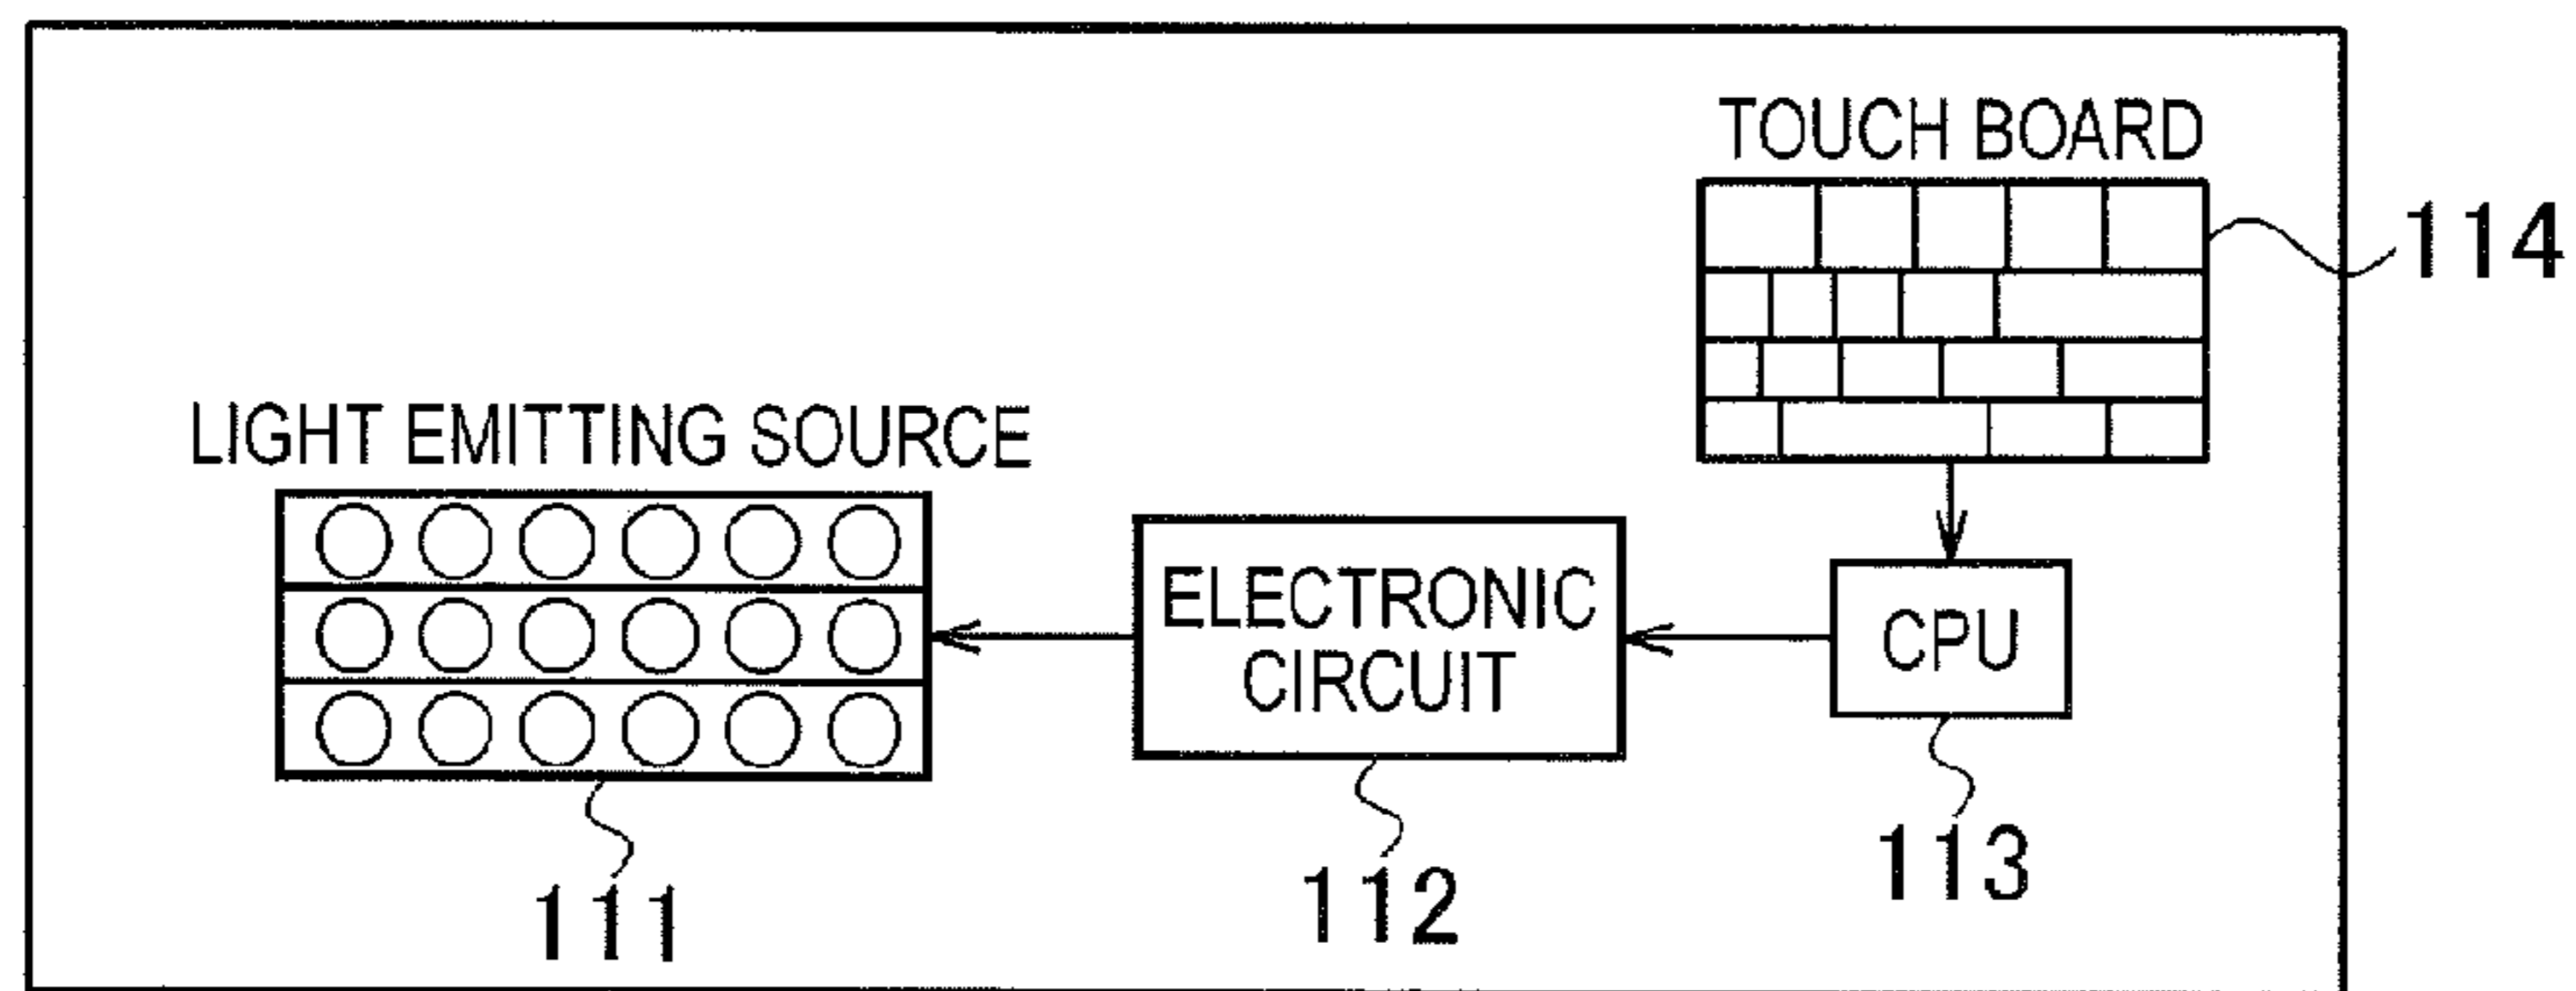 TOUCH BOARD
114
LIGHT EMITTING SOURCE
ELECTRONIC
CIRCUIT
CPU
111
112
113